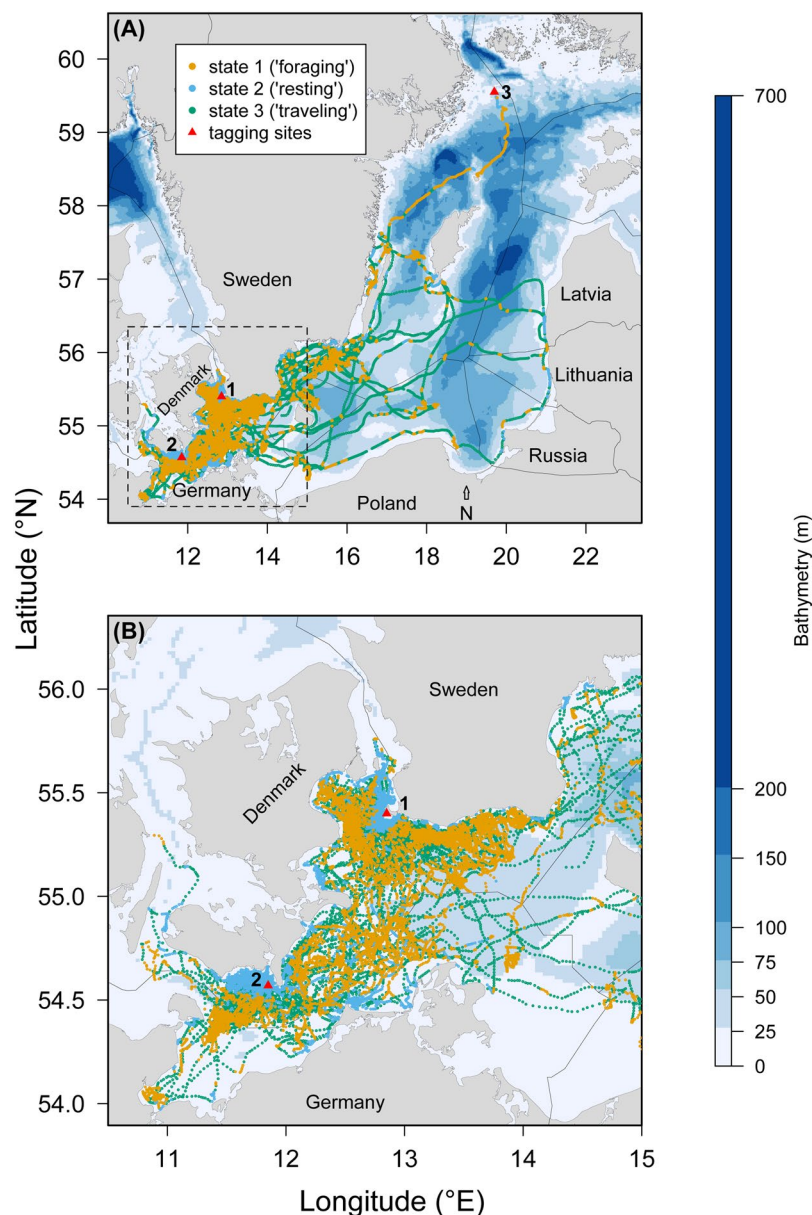 (A)
state 1 ('foraging')
state 2 ('resting')
state 3 ('traveling')
tagging sites
3
Sweden
Latvia
Denmark
1
Lithuania
2
Russia
Germany
Poland
N
60
59
58
57
56
55
54
12
14
16
18
20
22
Latitude (°N)
(B)
Sweden
Denmark
1
2
Germany
56.0
55.5
55.0
54.5
54.0
11
12
13
14
15
Longitude (°E)
700
200
150
100
75
50
25
0
Bathymetry (m)